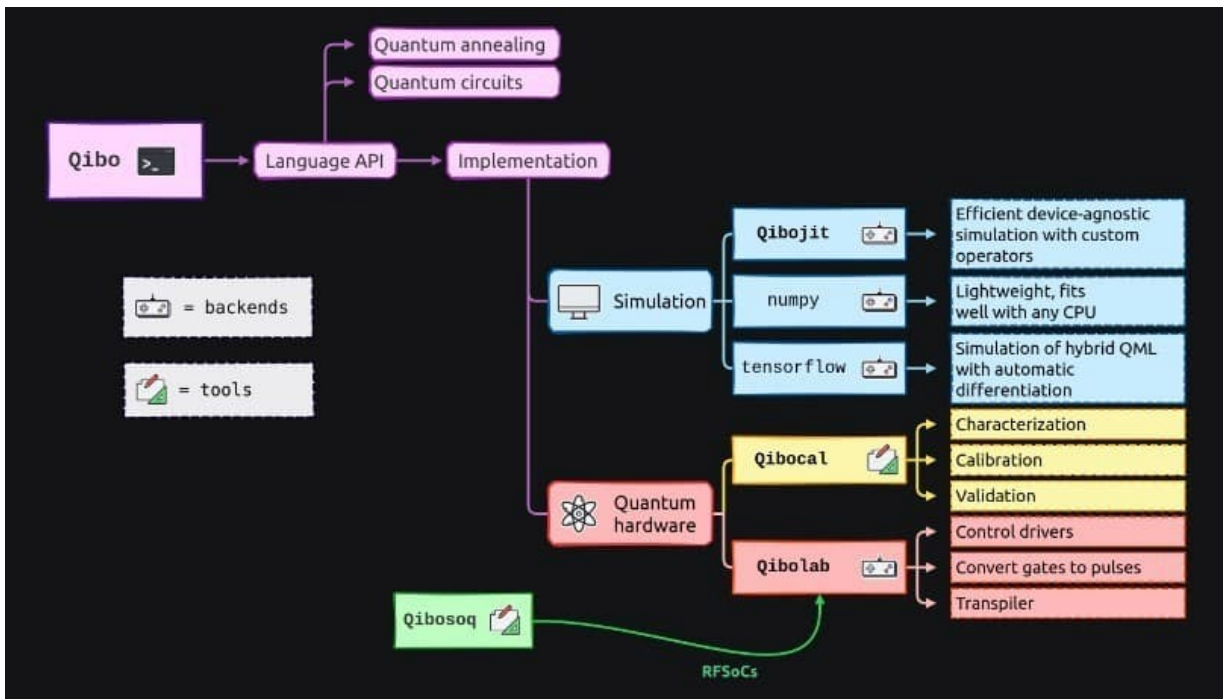 Quantum annealing
Quantum circuits
Qibo >_
Language API
Implementation
Qibojit
Efficient device-agnostic
simulation with custom
operators
= backends
Simulation
numpy
Lightweight, fits
well with any CPU
= tools
tensorflow
Simulation of hybrid QML
with automatic
differentiation
Qibocal
Characterization
Calibration
Validation
Quantum
hardware
Qibolab
Control drivers
Convert gates to pulses
Transpiler
Qibosoq
RFSoCs